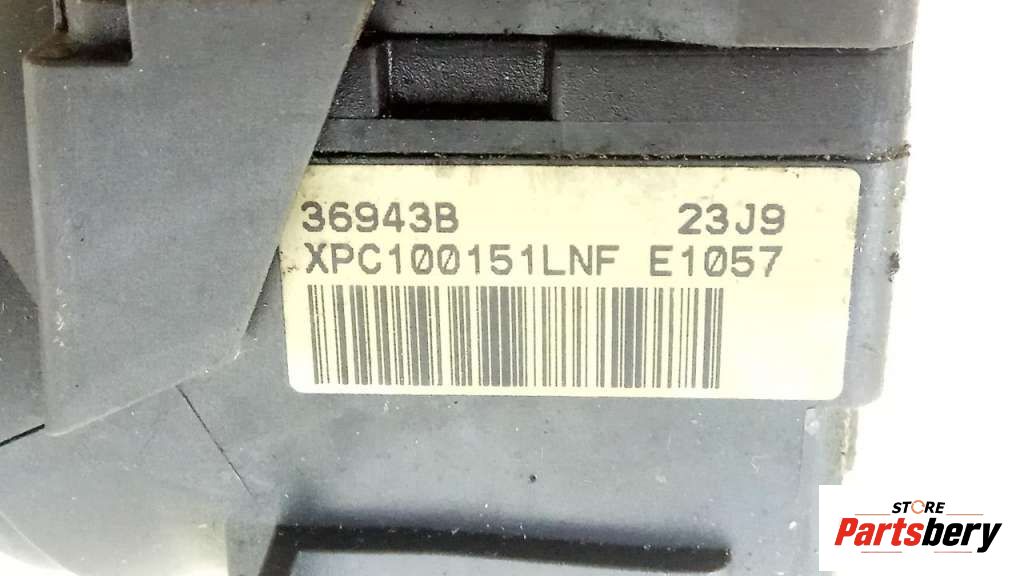 36943B 23J9
XPC100151LNF E1057
STORE
Partsbery